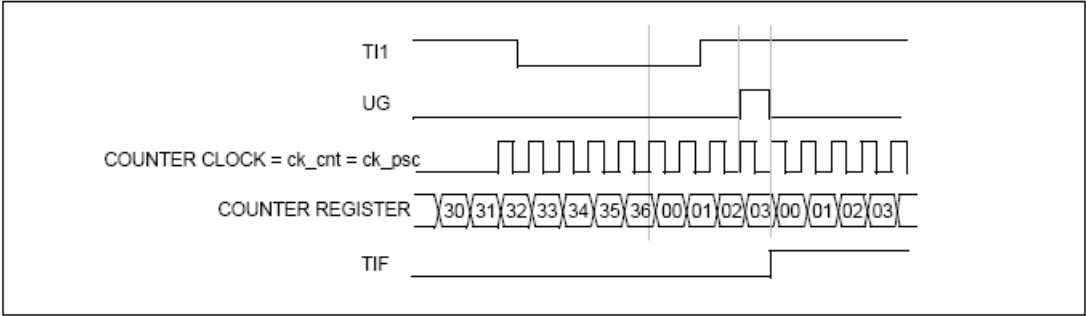 TI1
UG
COUNTER CLOCK = ck_cnt = ck_psc
COUNTER REGISTER 30 31 32 33 34 35 36 00 01 02 03 00 01 02 03
TIF